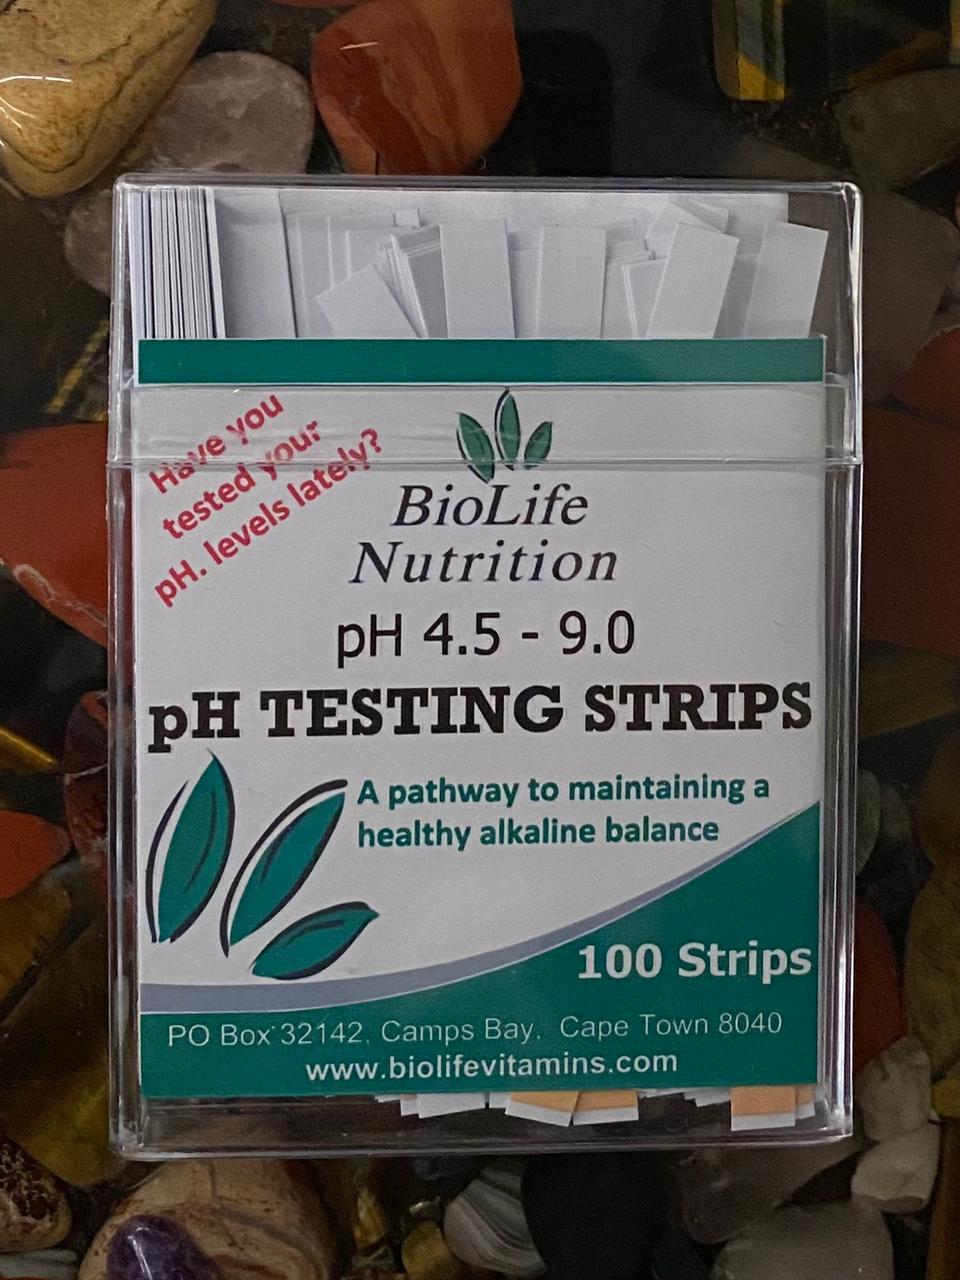 Have you
tested your
pH. levels lately?
BioLife
Nutrition
pH 4.5 - 9.0
pH TESTING STRIPS
A pathway to maintaining a
healthy alkaline balance
100 Strips
PO Box 32142, Camps Bay, Cape Town 8040
www.biolifevitamins.com